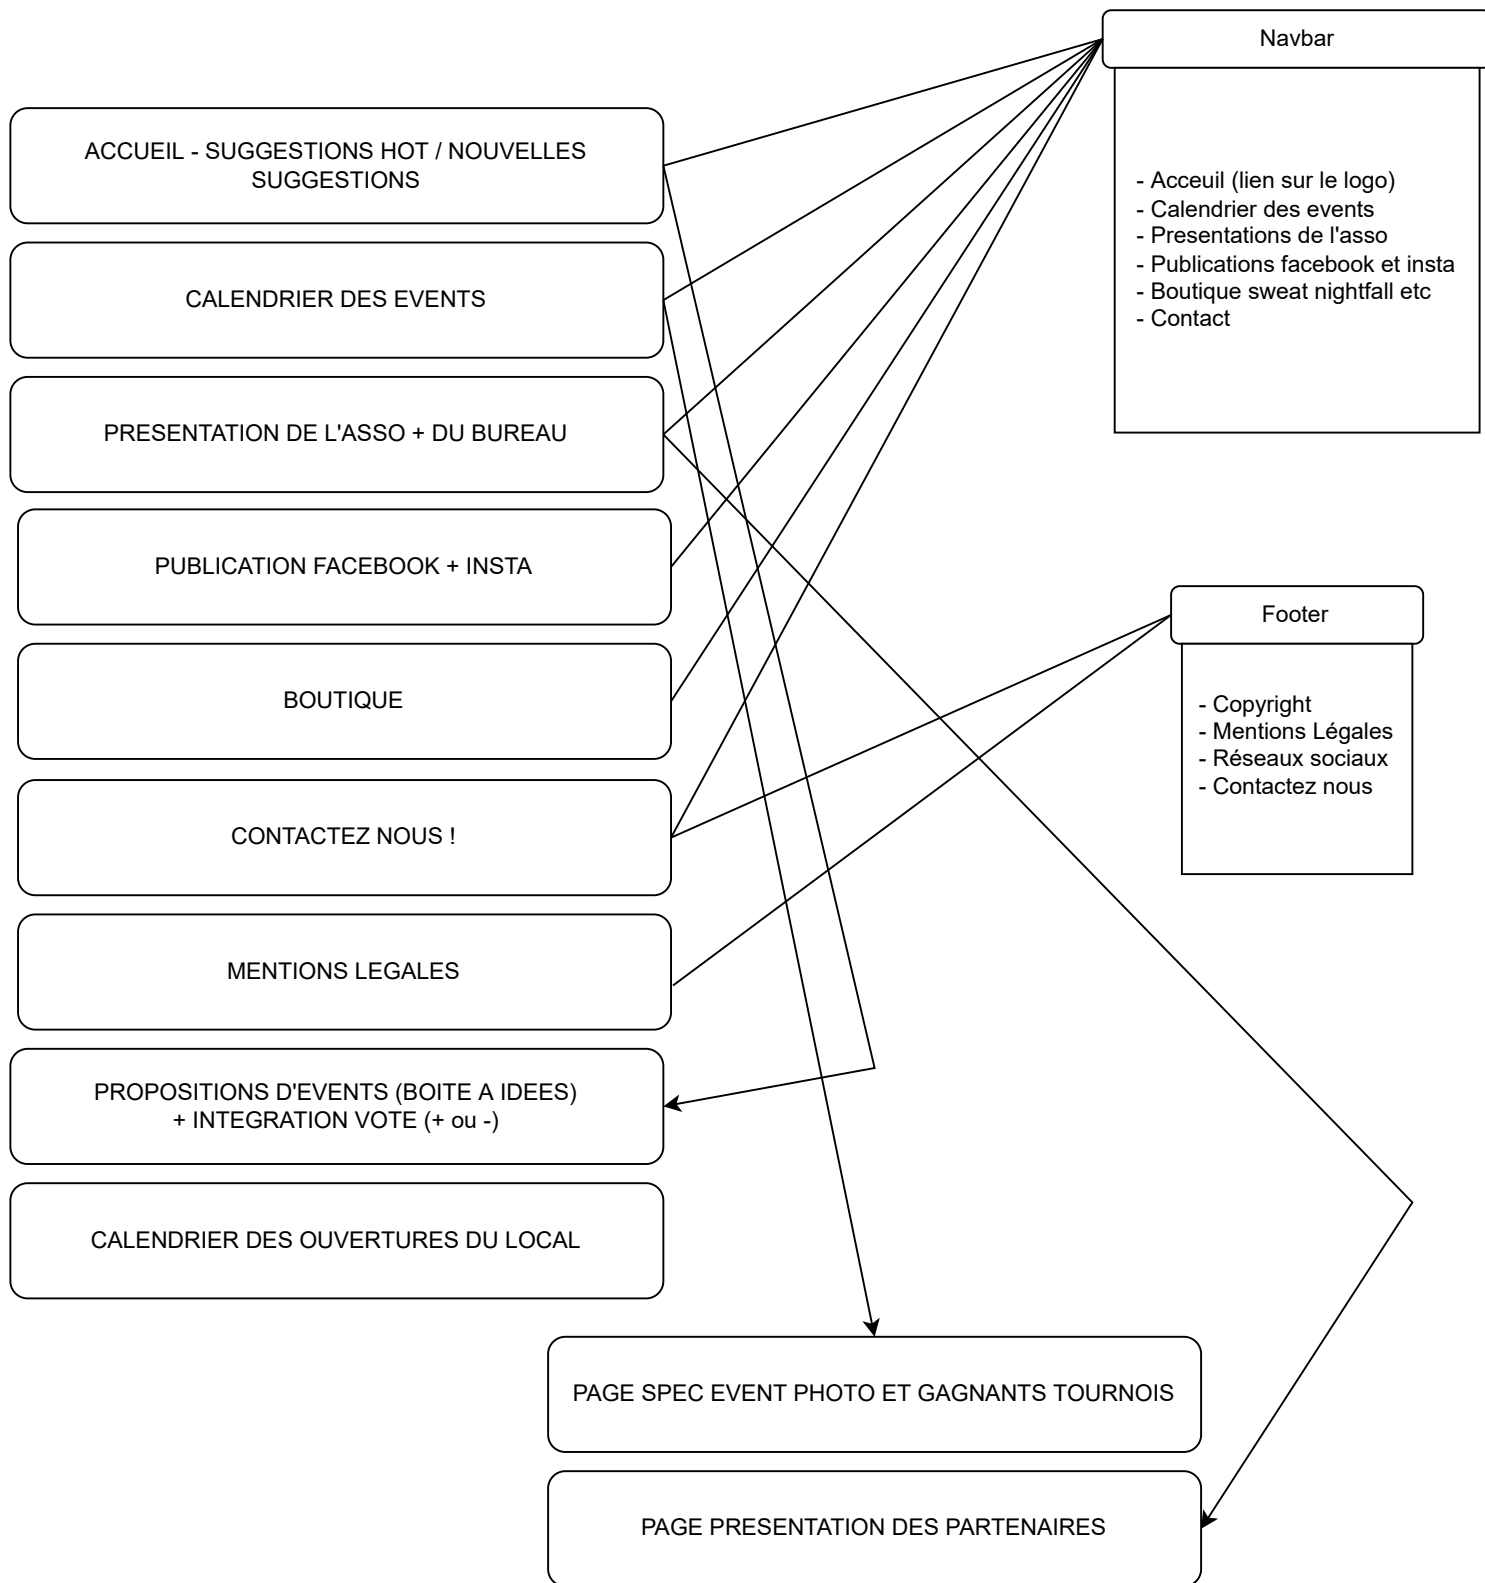 Navbar
ACCUEIL - SUGGESTIONS HOT / NOUVELLES
SUGGESTIONS
- Acceuil (lien sur le logo)
- Calendrier des events
- Presentations de l'asso
- Publications facebook et insta
- Boutique sweat nightfall etc
- Contact
CALENDRIER DES EVENTS
PRESENTATION DE L'ASSO + DU BUREAU
PUBLICATION FACEBOOK + INSTA
Footer
BOUTIQUE
- Copyright
- Mentions Légales
- Réseaux sociaux
- Contactez nous
CONTACTEZ NOUS !
MENTIONS LEGALES
PROPOSITIONS D'EVENTS (BOITE A IDEES)
+ INTEGRATION VOTE (+ ou -)
CALENDRIER DES OUVERTURES DU LOCAL
PAGE SPEC EVENT PHOTO ET GAGNANTS TOURNOIS
PAGE PRESENTATION DES PARTENAIRES